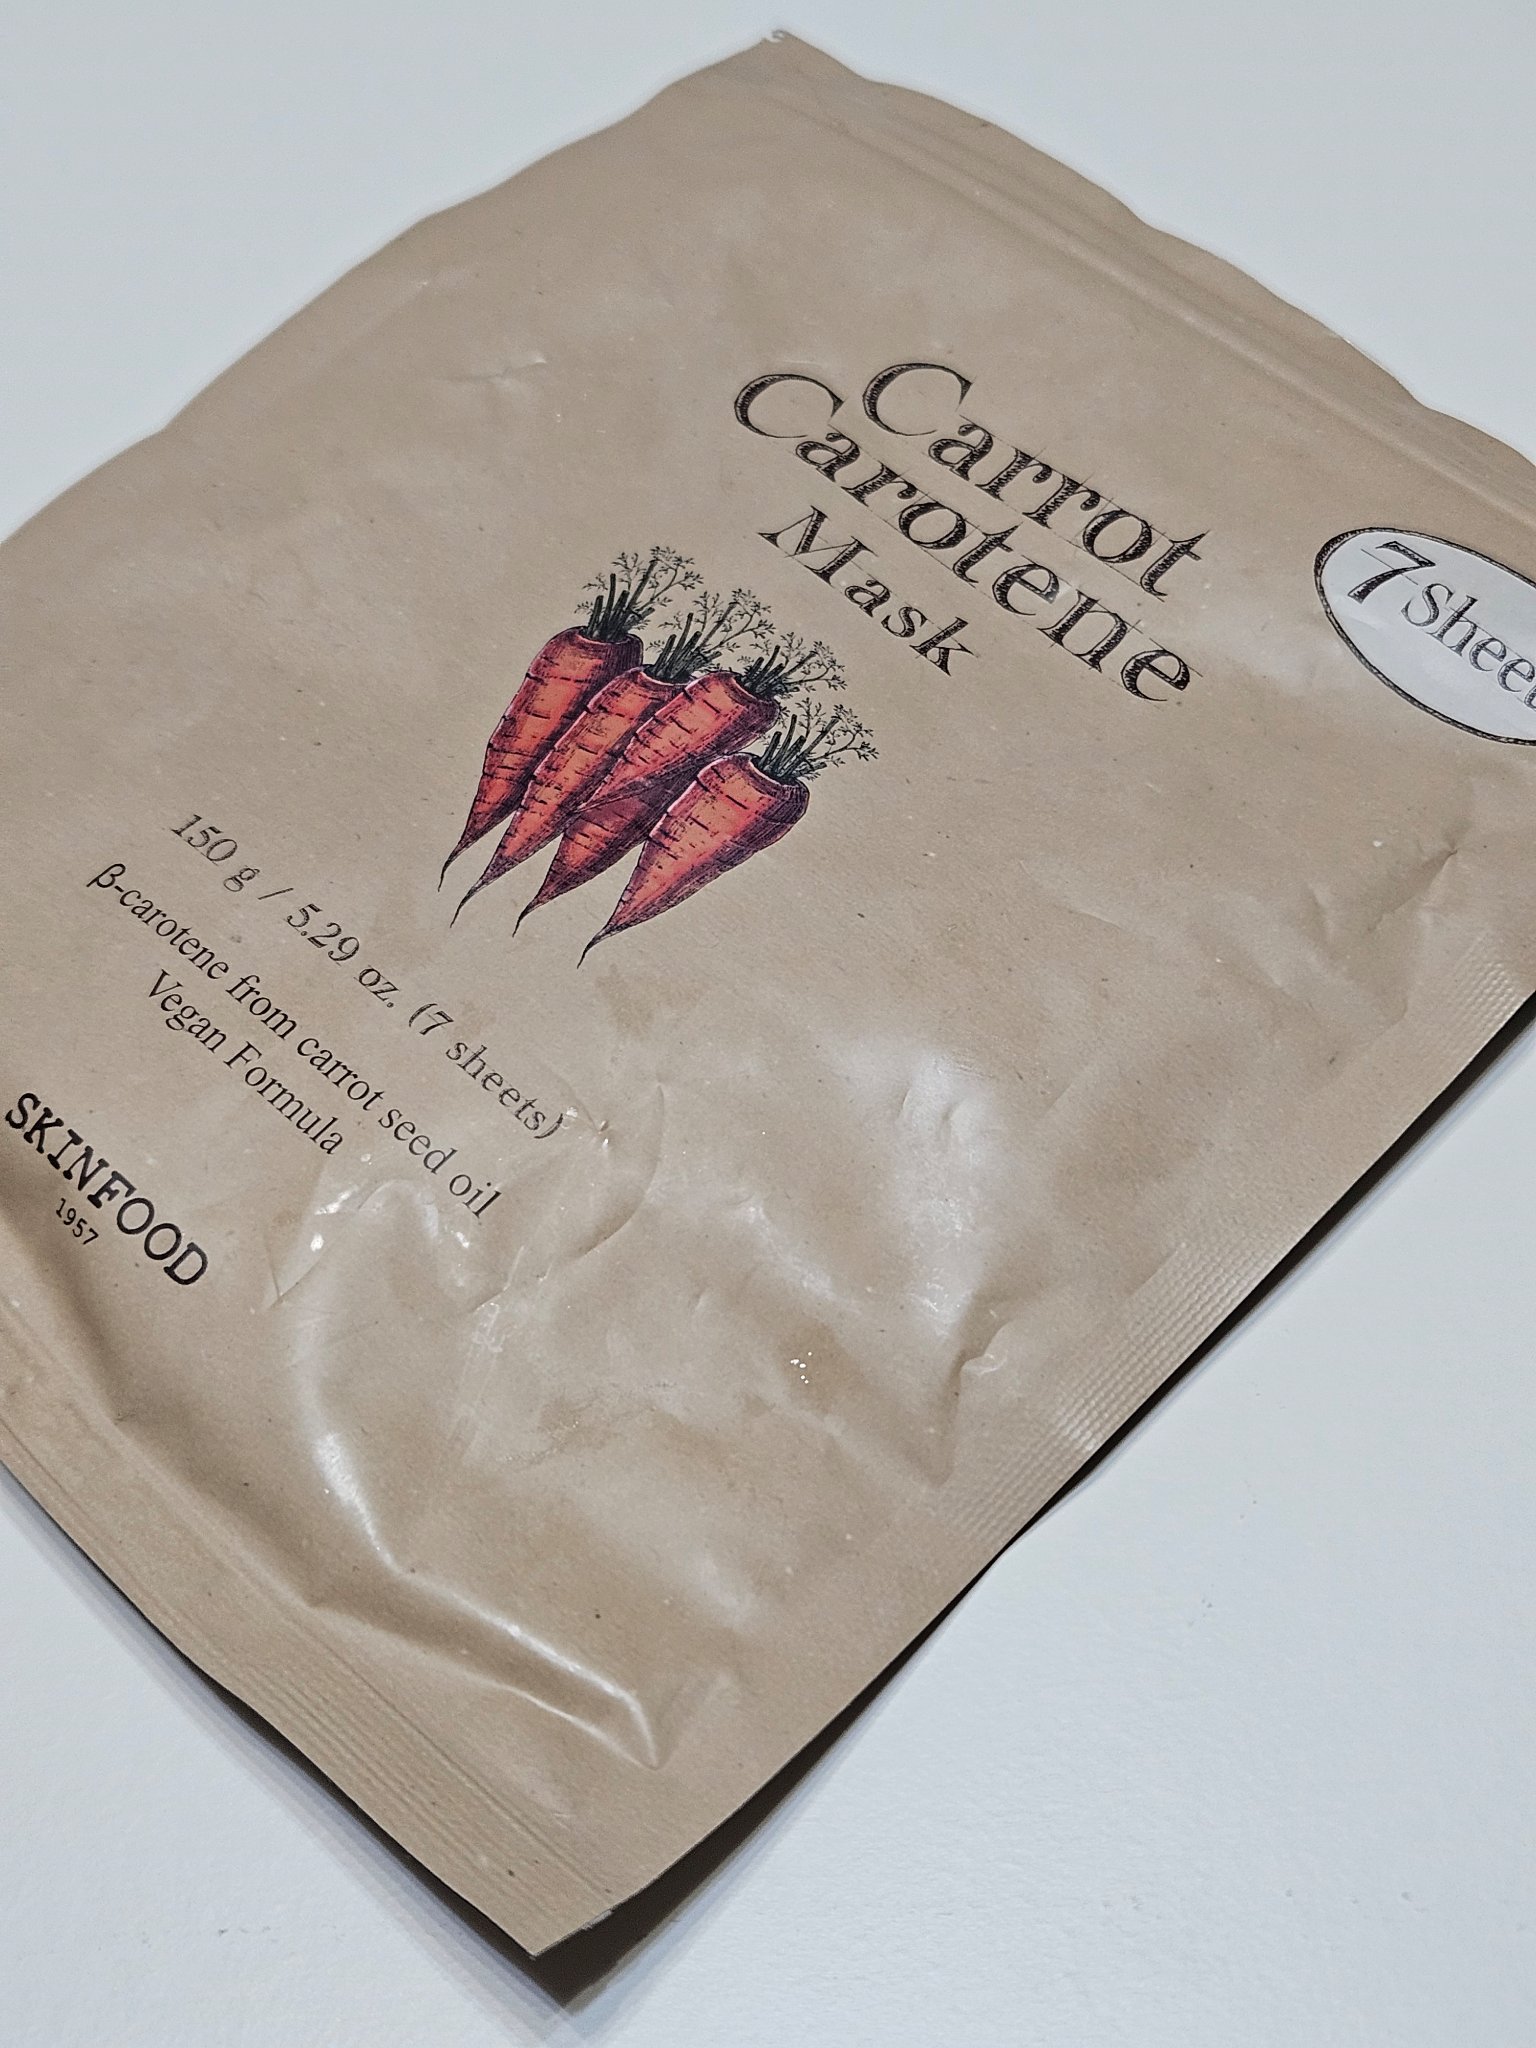 Carrot
Carotene
Mask
7 Sheets
150 g / 5.29 oz. (7 sheets)
β-carotene from carrot seed oil
Vegan Formula
SKINFOOD
1957